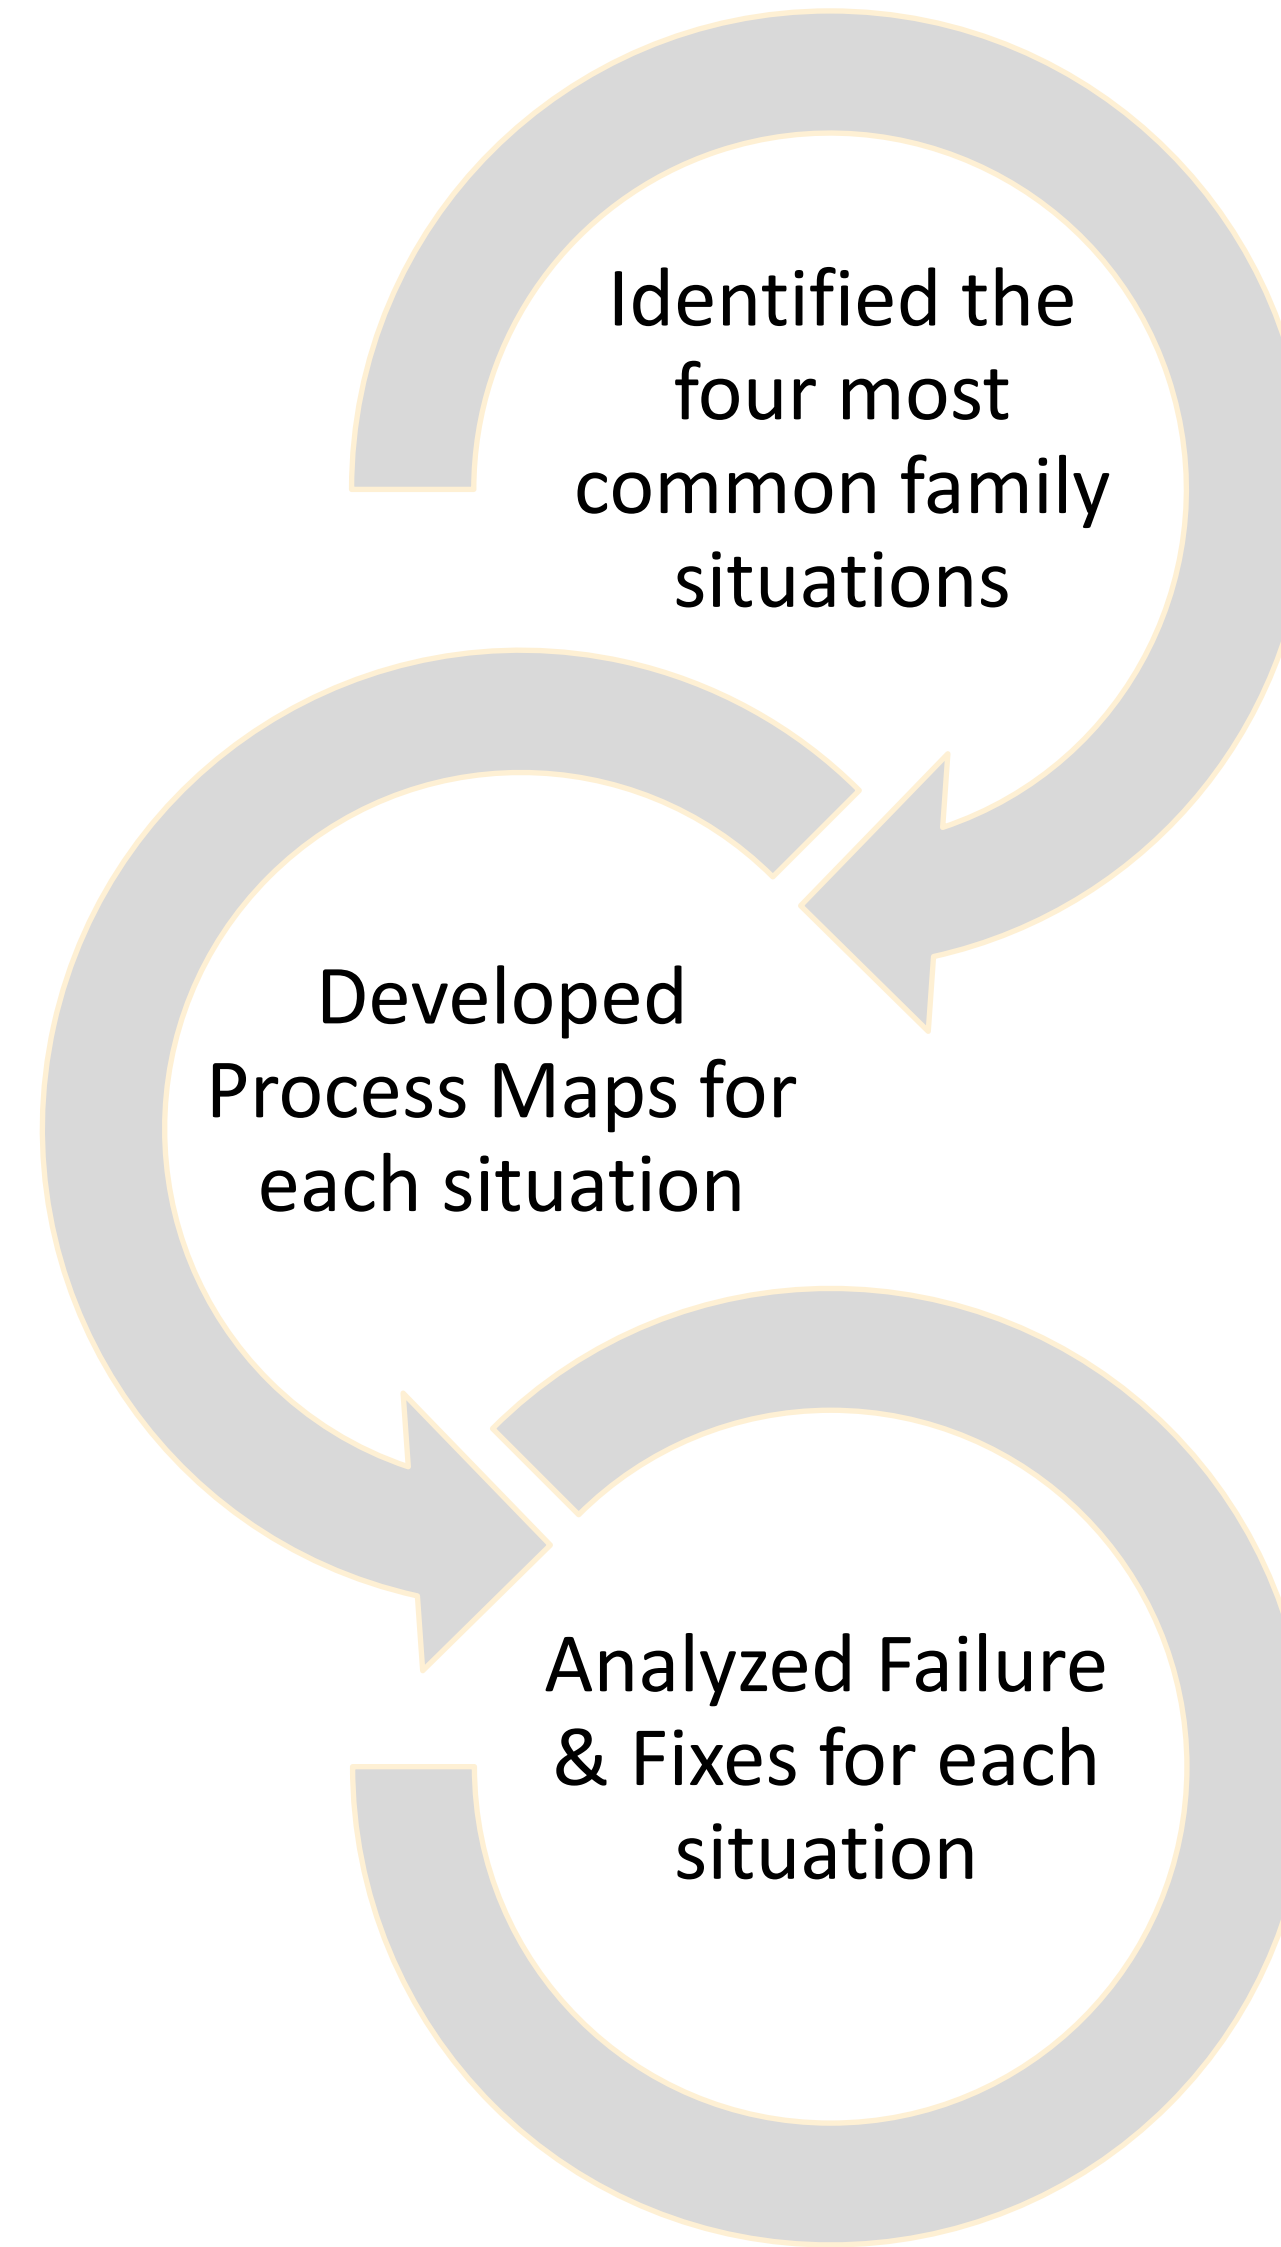 Identified the
four most
common family
situations
Developed
Process Maps for
each situation
Analyzed Failure
& Fixes for each
situation